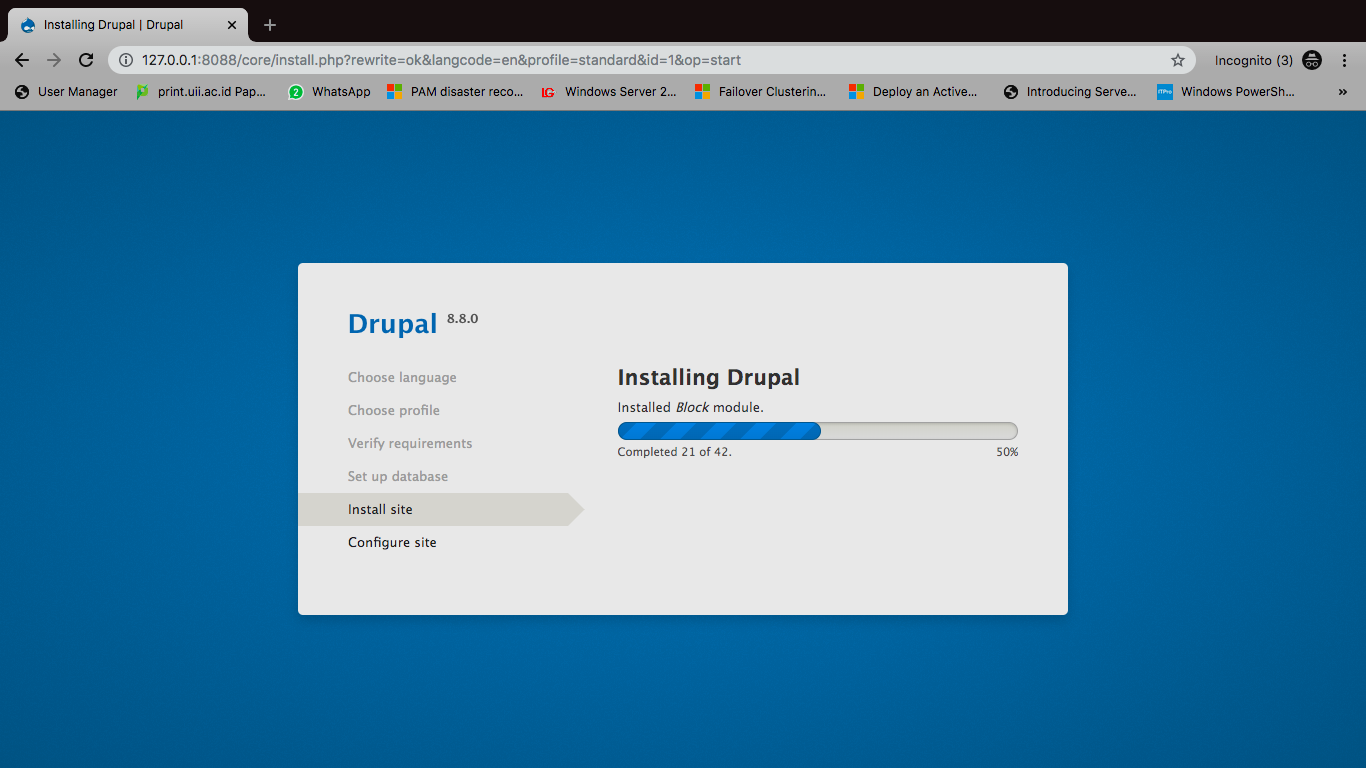 Installing Drupal | Drupal
127.0.0.1:8088/core/install.php?rewrite=ok&langcode=en&profile=standard&id=1&op=start
Incognito (3)
User Manager
print.uii.ac.id Pap...
2
WhatsApp
PAM disaster reco...
LG
Windows Server 2...
Failover Clusterin...
Deploy an Active...
Introducing Serve...
ITPro
Windows PowerSh...
»
Drupal 8.8.0
Choose language
Choose profile
Verify requirements
Set up database
Install site
Configure site
Installing Drupal
Installed Block module.
Completed 21 of 42.
50%